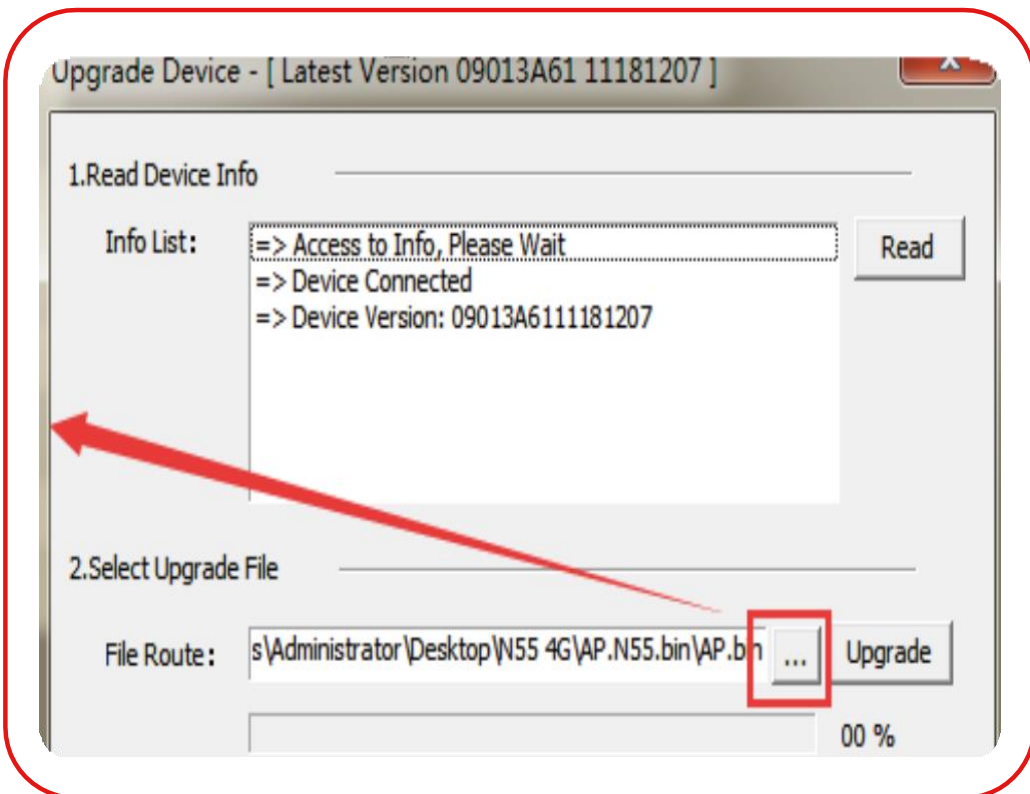 Upgrade Device - [ Latest Version 09013A61 11181207 ]
1.Read Device Info
Info List:
=> Access to Info, Please Wait
=> Device Connected
=> Device Version: 09013A6111181207
Read
2.Select Upgrade File
File Route:
s\Administrator\Desktop\N55 4G\AP.N55.bin\AP.bin
...
Upgrade
00 %